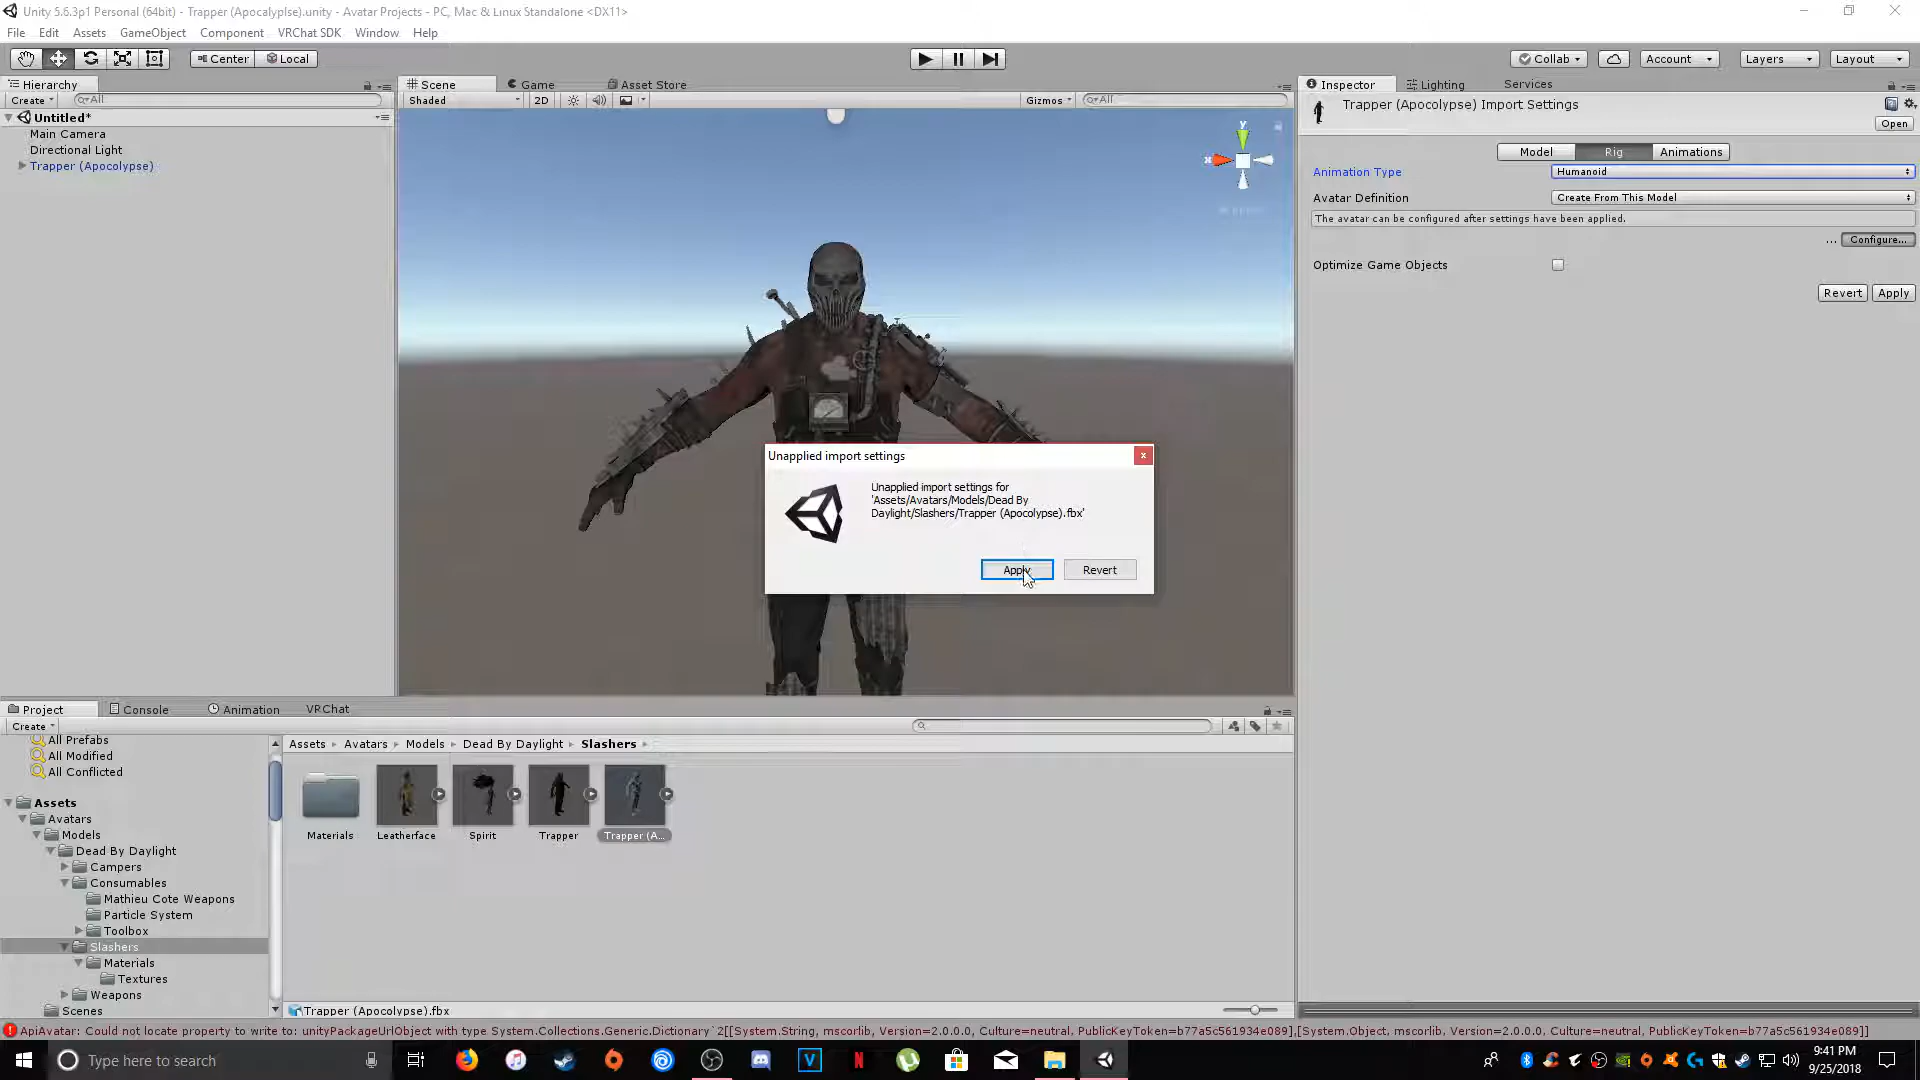 Unity 5.6.3p1 Personal (64bit) - Trapper (Apocalyplse).unity - Avatar Projects - PC, Mac & Linux Standalone <DX11>
File Edit Assets GameObject Component VRChat SDK Window Help
Center Local
Collab Account Layers Layout
Hierarchy
Create All
Untitled*
Main Camera
Directional Light
Trapper (Apocolypse)
Scene Game Asset Store
Shaded 2D Gizmos All
y
x
Inspector Lighting Services
Trapper (Apocolypse) Import Settings
Open
Model Rig Animations
Animation Type Humanoid
Avatar Definition Create From This Model
The avatar can be configured after settings have been applied.
... Configure...
Optimize Game Objects
Revert Apply
Unapplied import settings
Unapplied import settings for
'Assets/Avatars/Models/Dead By
Daylight/Slashers/Trapper (Apocolypse).fbx'
Apply Revert
Project Console Animation VRChat
Create
All Prefabs
All Modified
All Conflicted
Assets
Avatars
Models
Dead By Daylight
Campers
Consumables
Mathieu Cote Weapons
Particle System
Toolbox
Slashers
Materials
Textures
Weapons
Scenes
Assets Avatars Models Dead By Daylight Slashers
Materials Leatherface Spirit Trapper Trapper (A...
Trapper (Apocolypse).fbx
ApiAvatar: Could not locate property to write to: unityPackageUrlObject with type System.Collections.Generic.Dictionary`2[[System.String, mscorlib, Version=2.0.0.0, Culture=neutral, PublicKeyToken=b77a5c561934e089],[System.Object, mscorlib, Version=2.0.0.0, Culture=neutral, PublicKeyToken=b77a5c561934e089]]
Type here to search
V
N
9:41 PM
9/25/2018